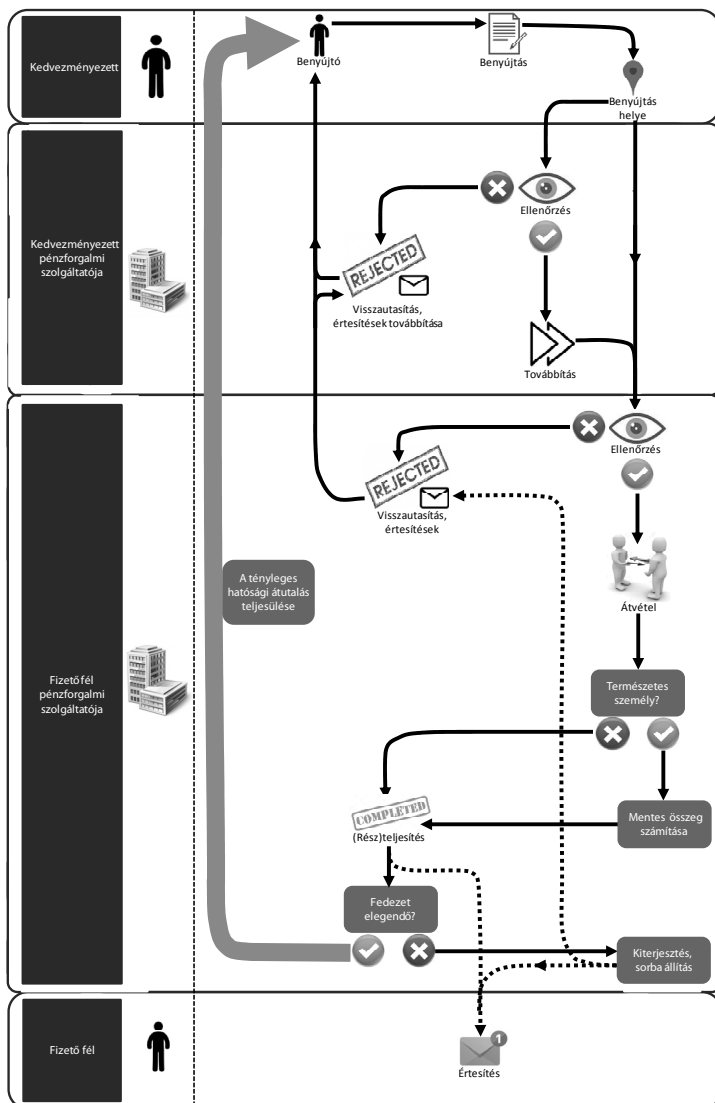 Kedvezményezett
Benyújtó
Benyújtás
Benyújtás
helye
Kedvezményezett
pénzforgalmi
szolgáltatója
Ellenőrzés
REJECTED
Visszautasítás,
értesítések továbbítása
Továbbítás
Fizető fél
pénzforgalmi
szolgáltatója
Ellenőrzés
REJECTED
Visszautasítás,
értesítések
A tényleges
hatósági átutalás
teljesülése
Átvétel
Természetes
személy?
COMPLETED
(Rész)teljesítés
Mentes összeg
számítása
Fedezet
elegendő?
Kiterjesztés,
sorba állítás
Fizető fél
1
Értesítés